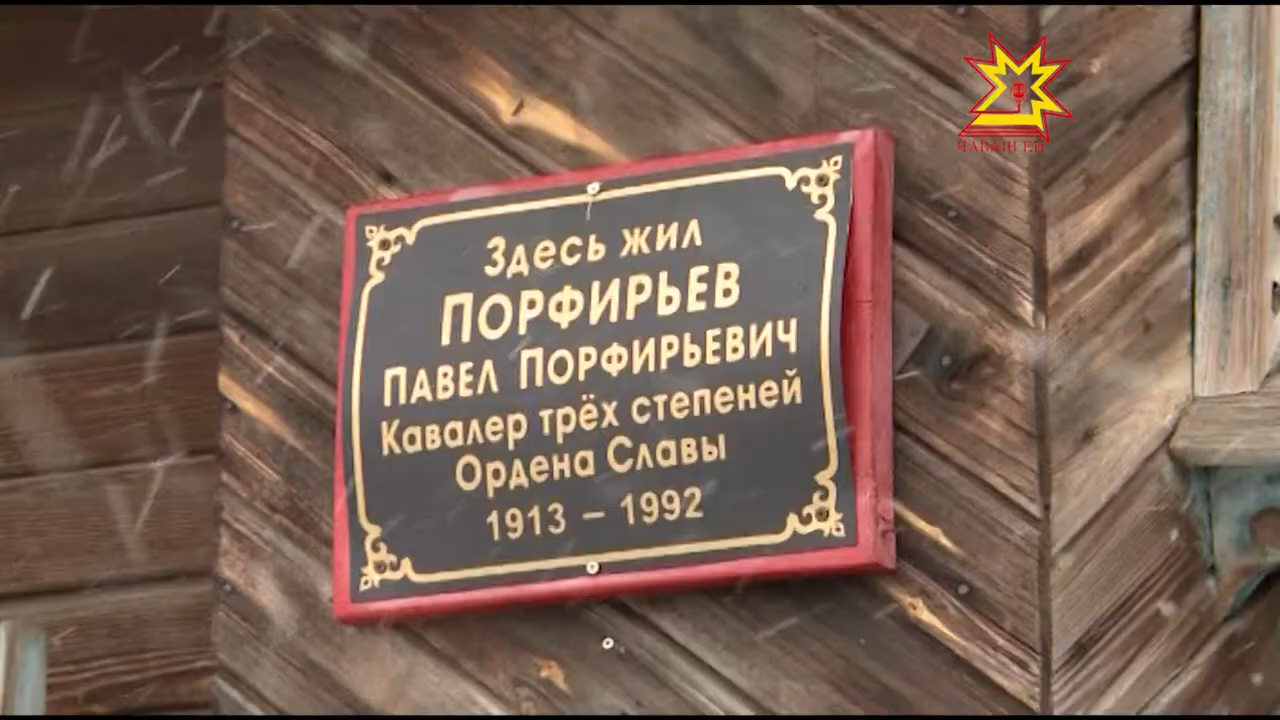 Здесь жил
ПОРФИРЬЕВ
ПАВЕЛ ПОРФИРЬЕВИЧ
Кавалер трёх степеней
Ордена Славы
1913 – 1992